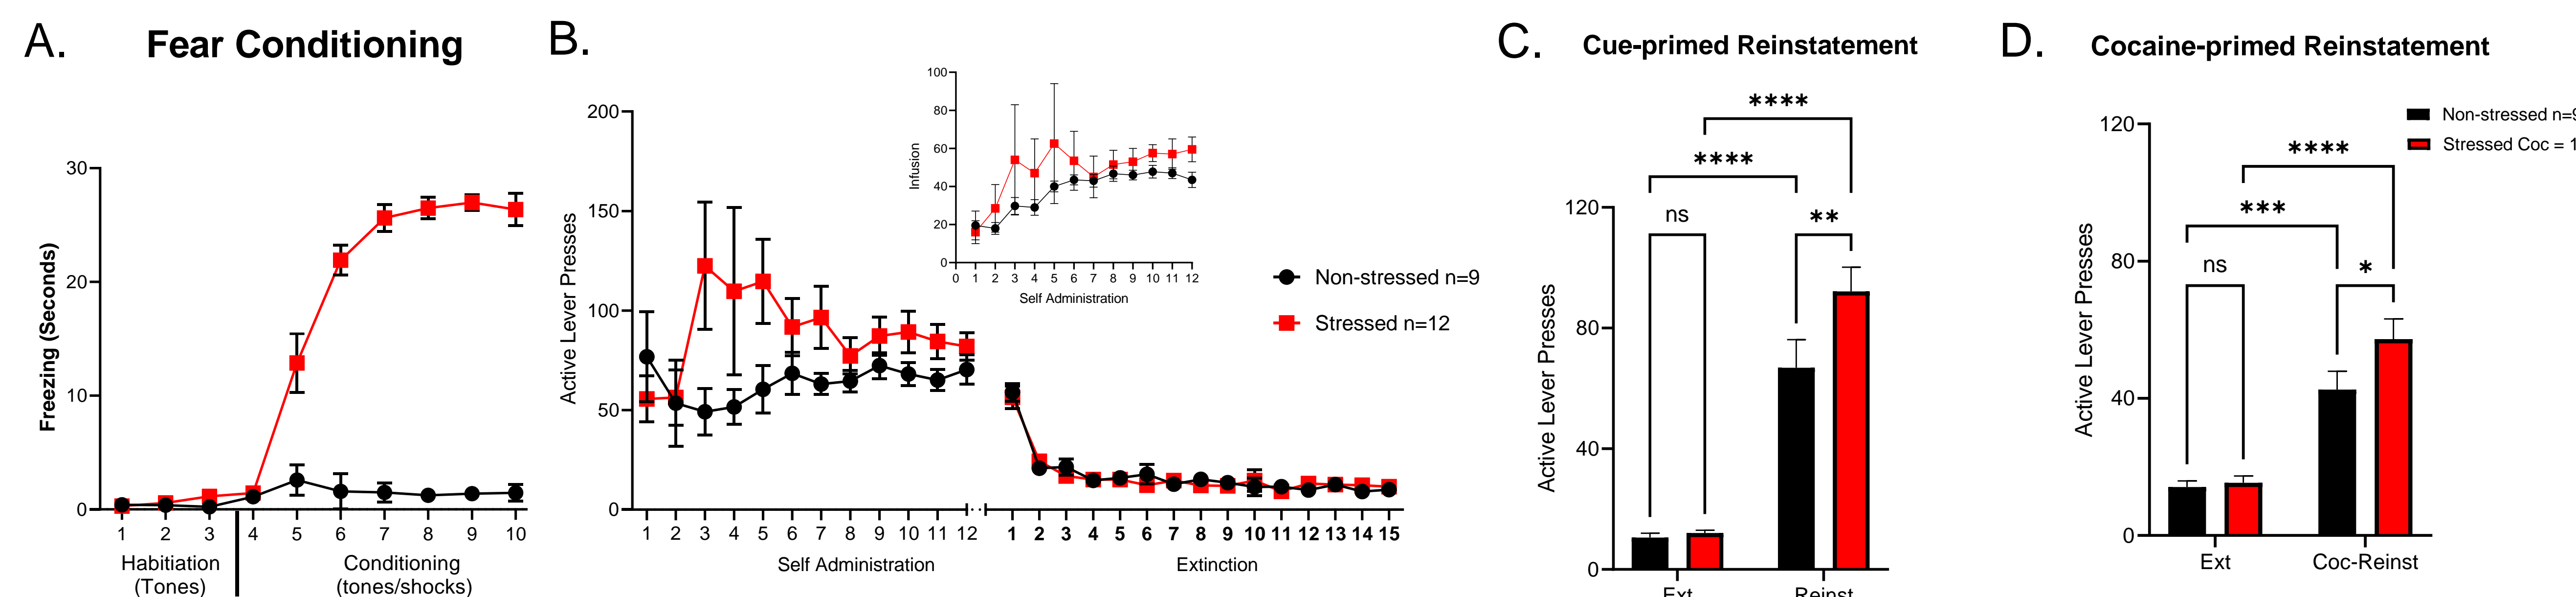 A.
Fear Conditioning
Freezing (Seconds)
30
20
10
0
1 2 3 4 5 6 7 8 9 10
Habitiation
(Tones)
Conditioning
(tones/shocks)
B.
Active Lever Presses
200
150
100
50
0
1 2 3 4 5 6 7 8 9 10 11 12
1 2 3 4 5 6 7 8 9 10 11 12 13 14 15
Self Administration
Extinction
Infusion
100
80
60
40
20
0
0 1 2 3 4 5 6 7 8 9 10 11 12
Self Administration
Non-stressed n=9
Stressed n=12
C.
Cue-primed Reinstatement
Active Lever Presses
120
80
40
0
****
****
ns
**
Ext
Reinst
D.
Cocaine-primed Reinstatement
Non-stressed n=9
Stressed Coc = 1
Active Lever Presses
120
80
40
0
****
***
ns
*
Ext
Coc-Reinst